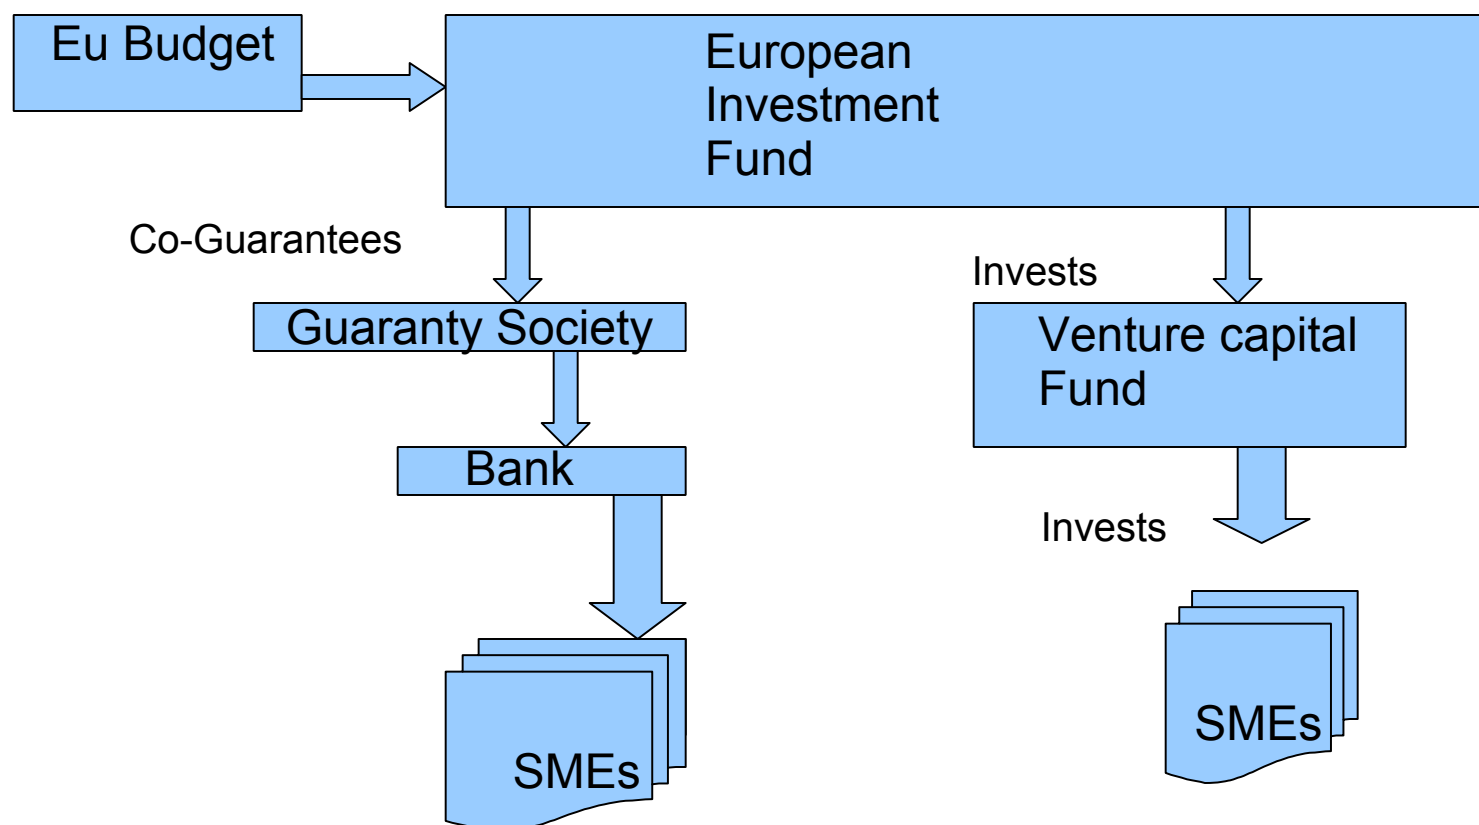 Eu Budget
European
Investment
Fund
Co-Guarantees
Invests
Guaranty Society
Venture capital
Fund
Bank
Invests
SMEs
SMEs